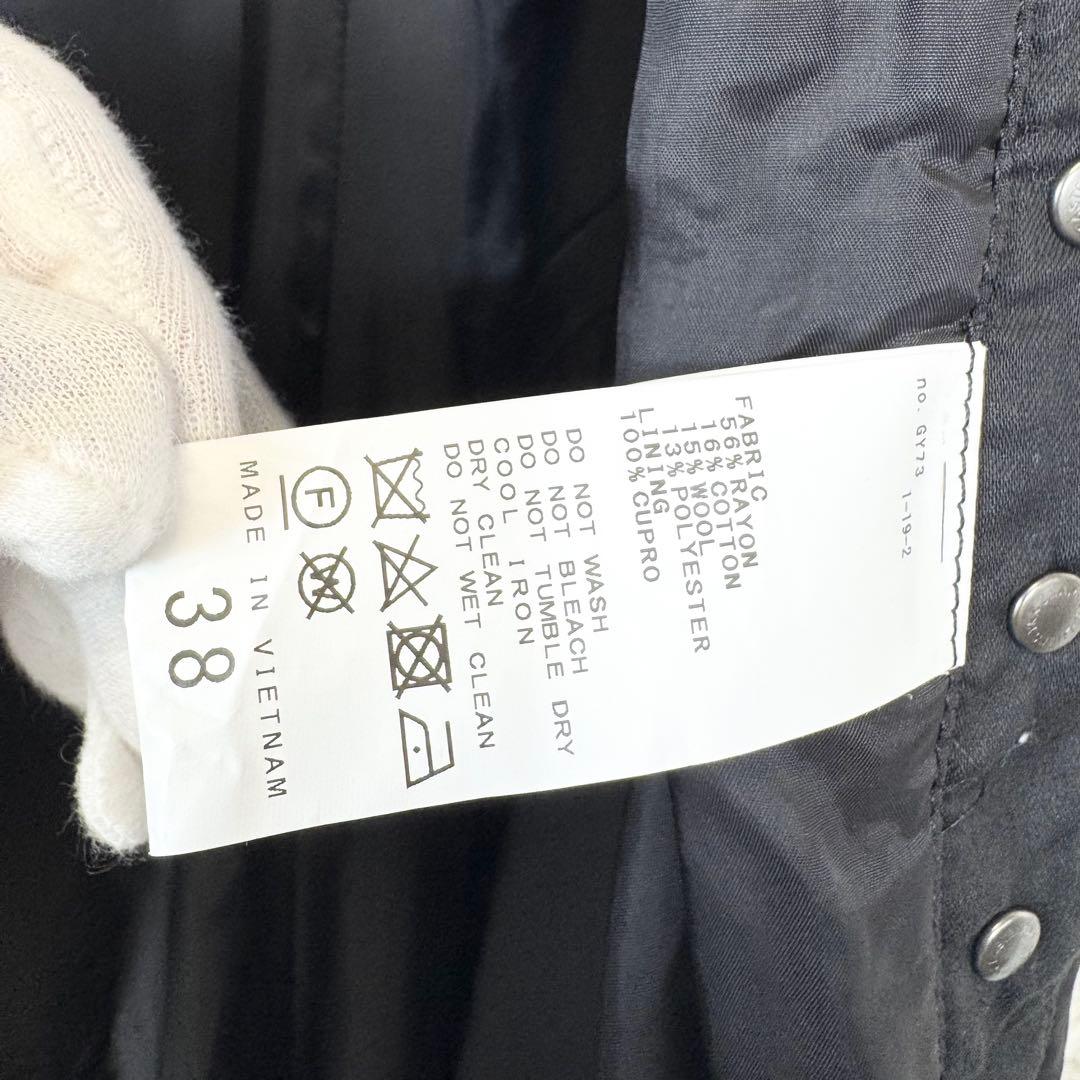 no. GY73 1-19-2
FABRIC
56% RAYON
16% COTTON
15% WOOL
13% POLYESTER
LINING
100% CUPRO
DO NOT WASH
DO NOT BLEACH
DO NOT TUMBLE DRY
COOL IRON
DRY CLEAN
DO NOT WET CLEAN
F W
MADE IN VIETNAM
38